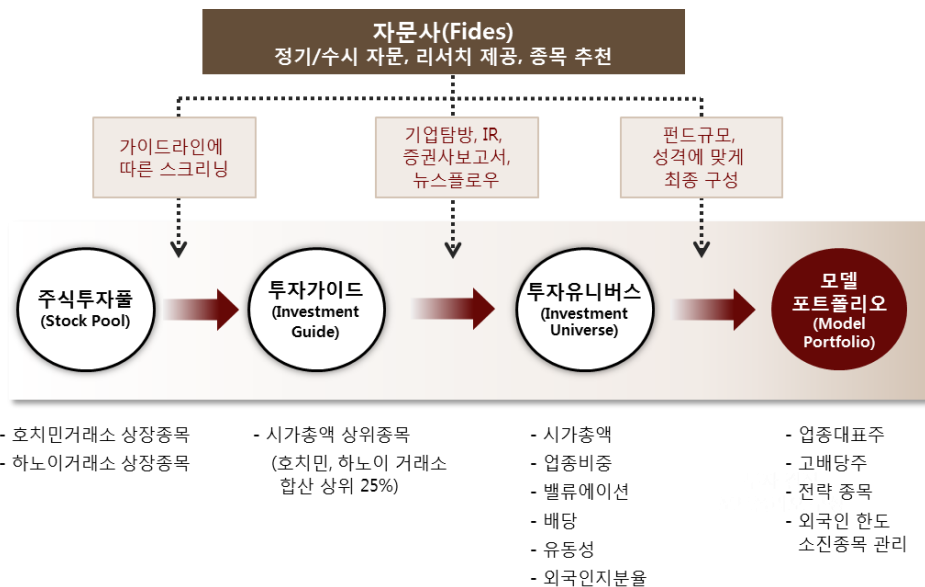 자문사(Fides)
정기/수시 자문, 리서치 제공, 종목 추천
가이드라인에
따른 스크리닝
기업탐방, IR,
증권사보고서,
뉴스플로우
펀드규모,
성격에 맞게
최종 구성
주식투자풀
(Stock Pool)
투자가이드
(Investment
Guide)
투자유니버스
(Investment
Universe)
모델
포트폴리오
(Model
Portfolio)
- 호치민거래소 상장종목
- 하노이거래소 상장종목
- 시가총액 상위종목
(호치민, 하노이 거래소
합산 상위 25%)
- 시가총액
- 업종비중
- 밸류에이션
- 배당
- 유동성
- 외국인지분율
- 업종대표주
- 고배당주
- 전략 종목
- 외국인 한도
소진종목 관리